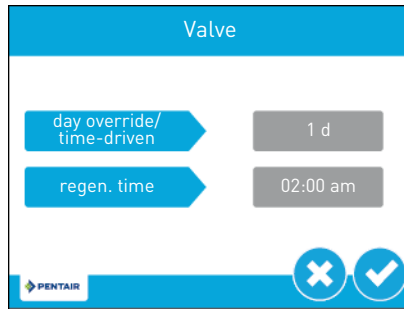 Valve
day override/
time-driven
1 d
regen. time
02:00 am
PENTAIR